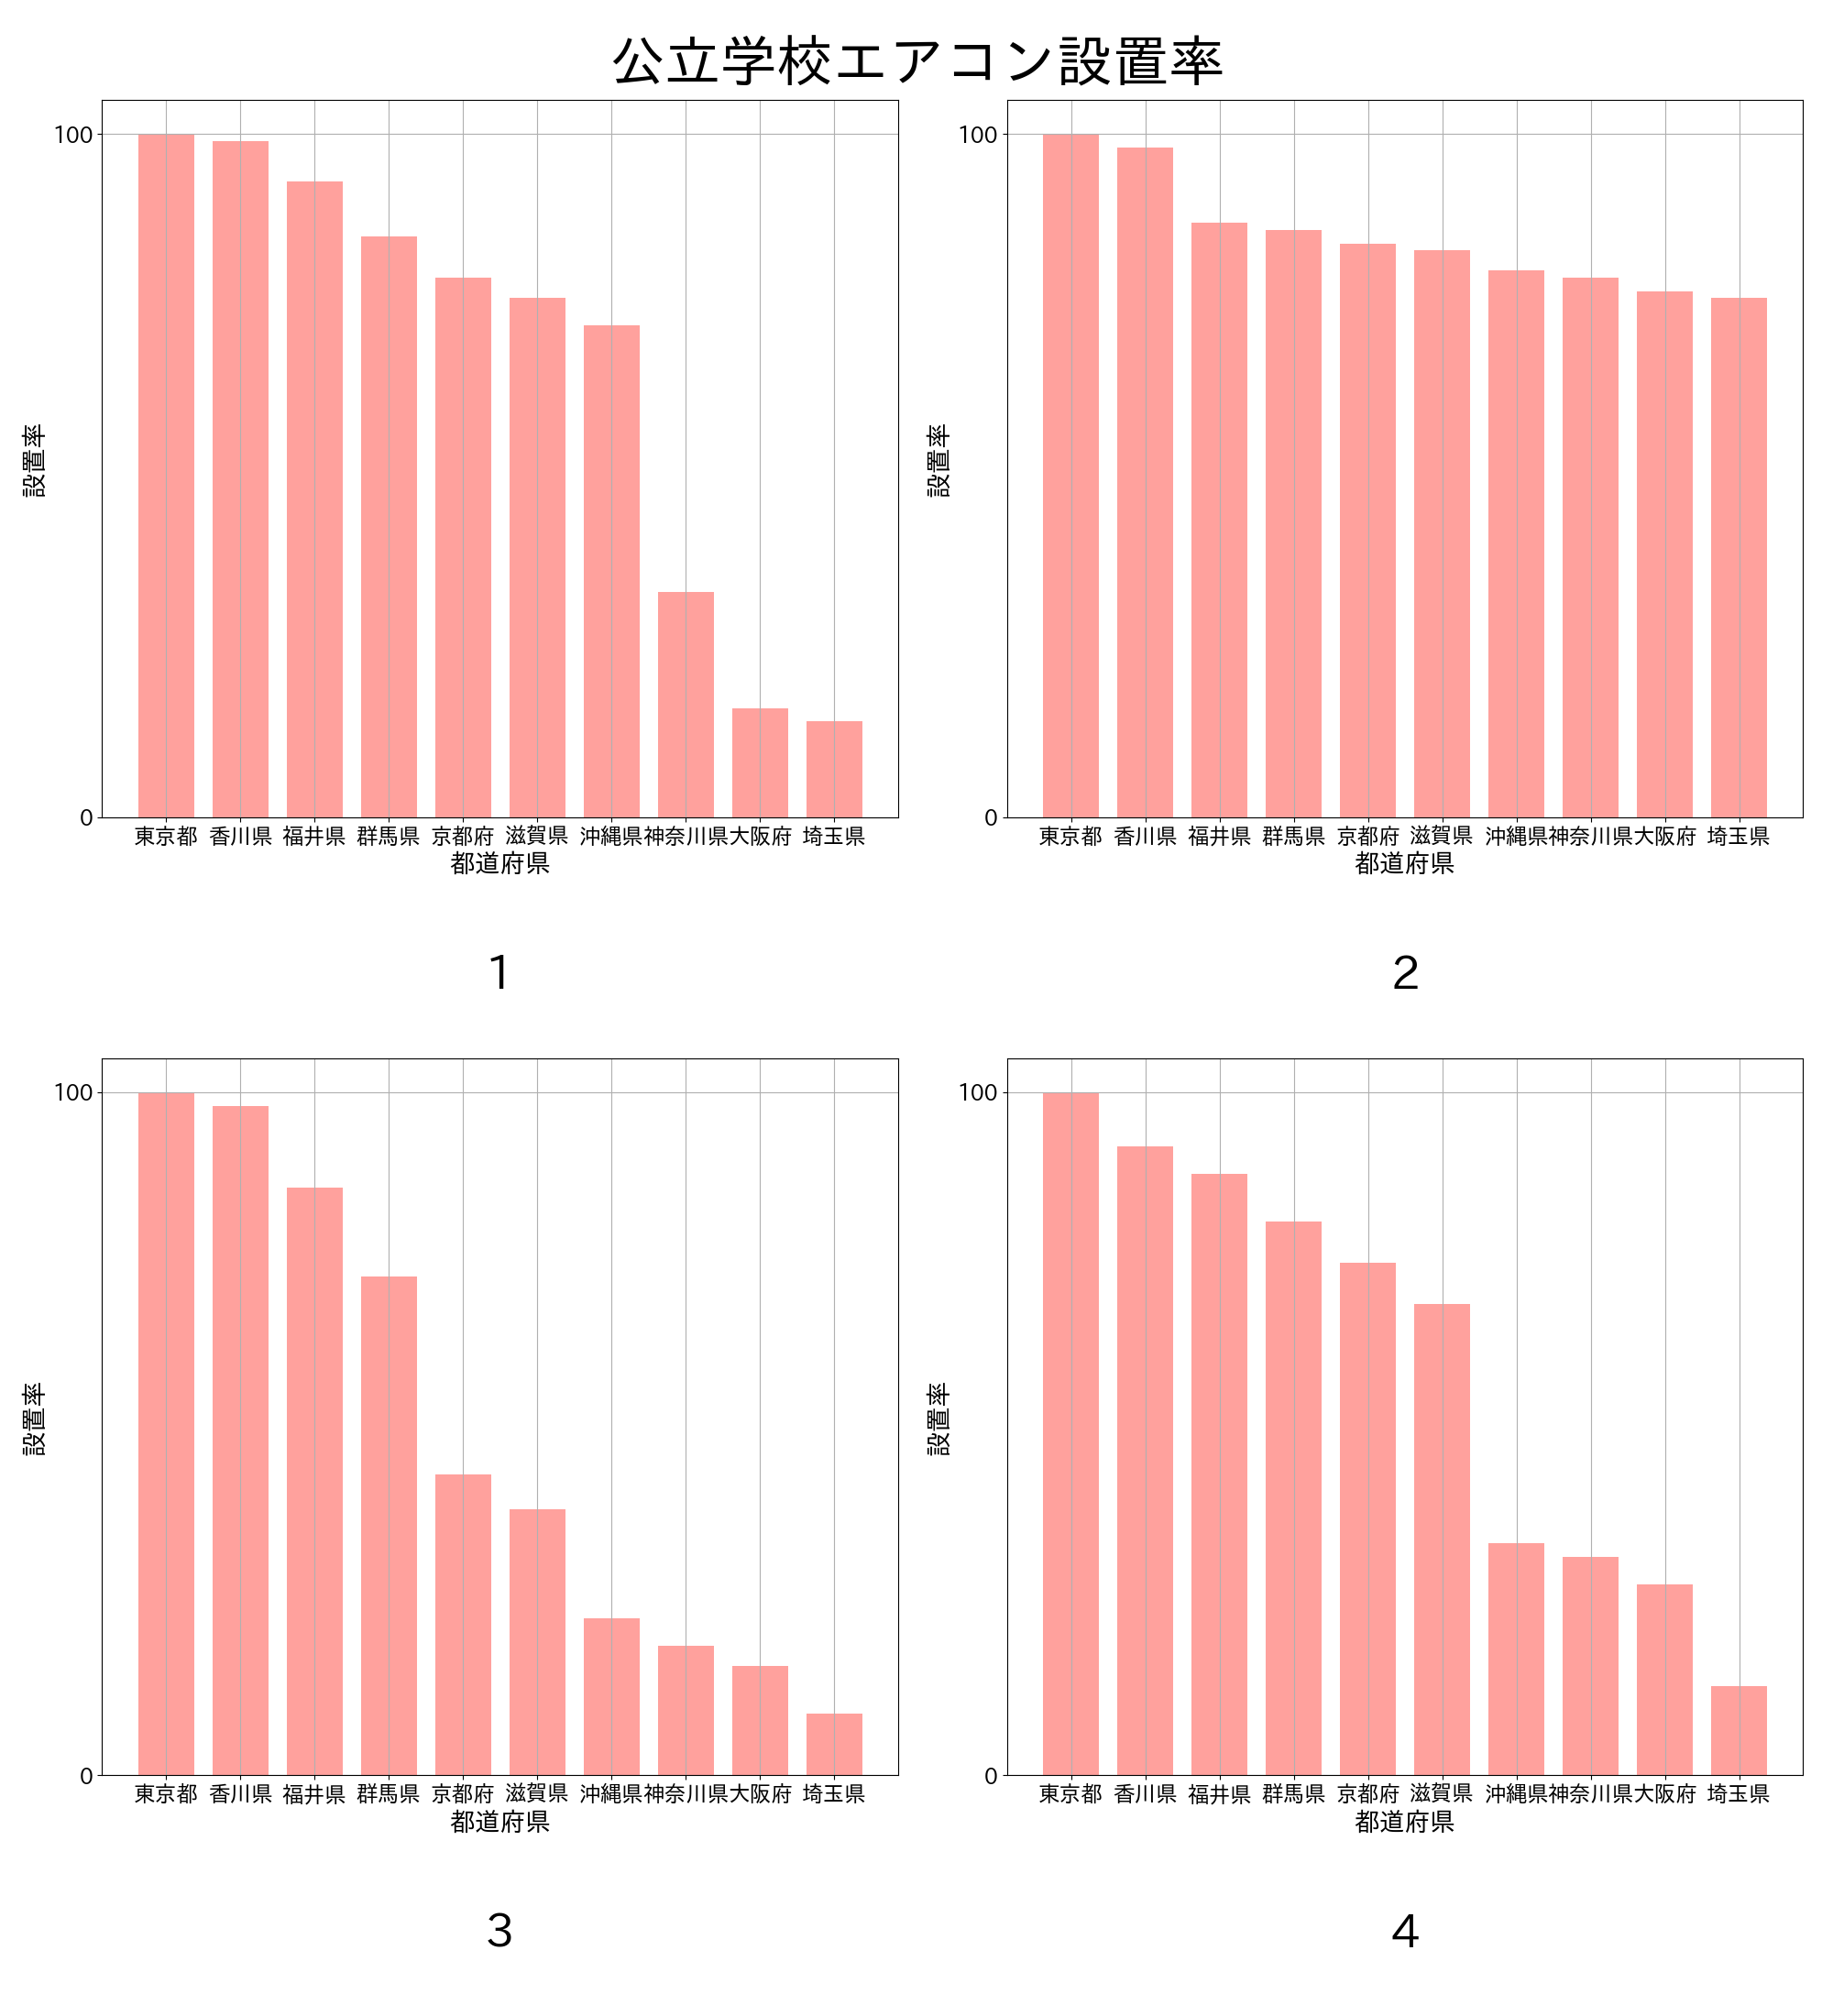 公立学校エアコン設置率
100
0
設置率
東京都 香川県 福井県 群馬県 京都府 滋賀県 沖縄県 神奈川県 大阪府 埼玉県
都道府県
1
100
0
設置率
東京都 香川県 福井県 群馬県 京都府 滋賀県 沖縄県 神奈川県 大阪府 埼玉県
都道府県
2
100
0
設置率
東京都 香川県 福井県 群馬県 京都府 滋賀県 沖縄県 神奈川県 大阪府 埼玉県
都道府県
3
100
0
設置率
東京都 香川県 福井県 群馬県 京都府 滋賀県 沖縄県 神奈川県 大阪府 埼玉県
都道府県
4